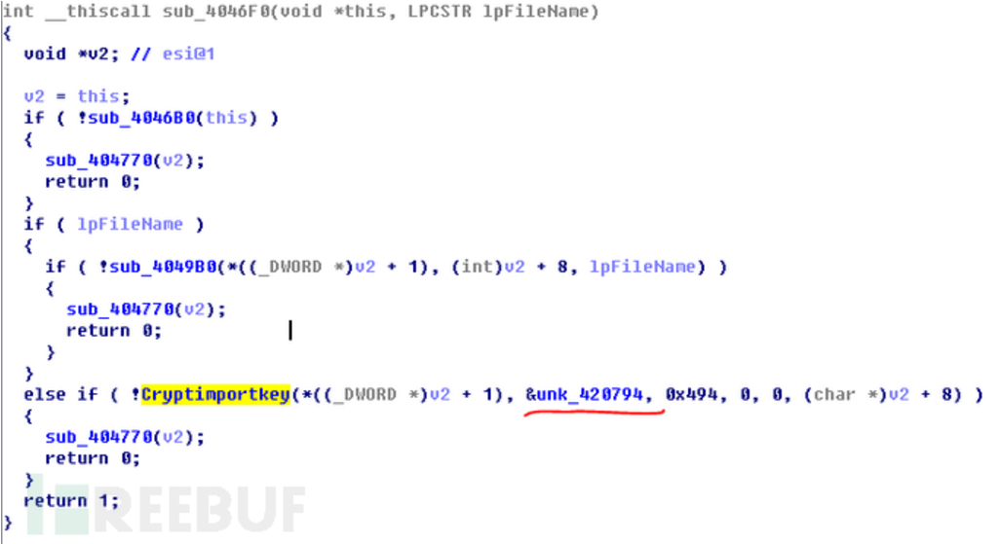 int __thiscall sub_4046F0(void *this, LPCSTR lpFileName)
{
  void *v2; // esi@1

  v2 = this;
  if ( !sub_4046B0(this) )
  {
    sub_404770(v2);
    return 0;
  }
  if ( lpFileName )
  {
    if ( !sub_4049B0(*((_DWORD *)v2 + 1), (int)v2 + 8, lpFileName) )
    {
      sub_404770(v2);
      return 0;
    }
  }
  else if ( !Cryptimportkey(*((_DWORD *)v2 + 1), &unk_420794, 0x494, 0, 0, (char *)v2 + 8) )
  {
    sub_404770(v2);
    return 0;
  }
  return 1;
}
REEBUF